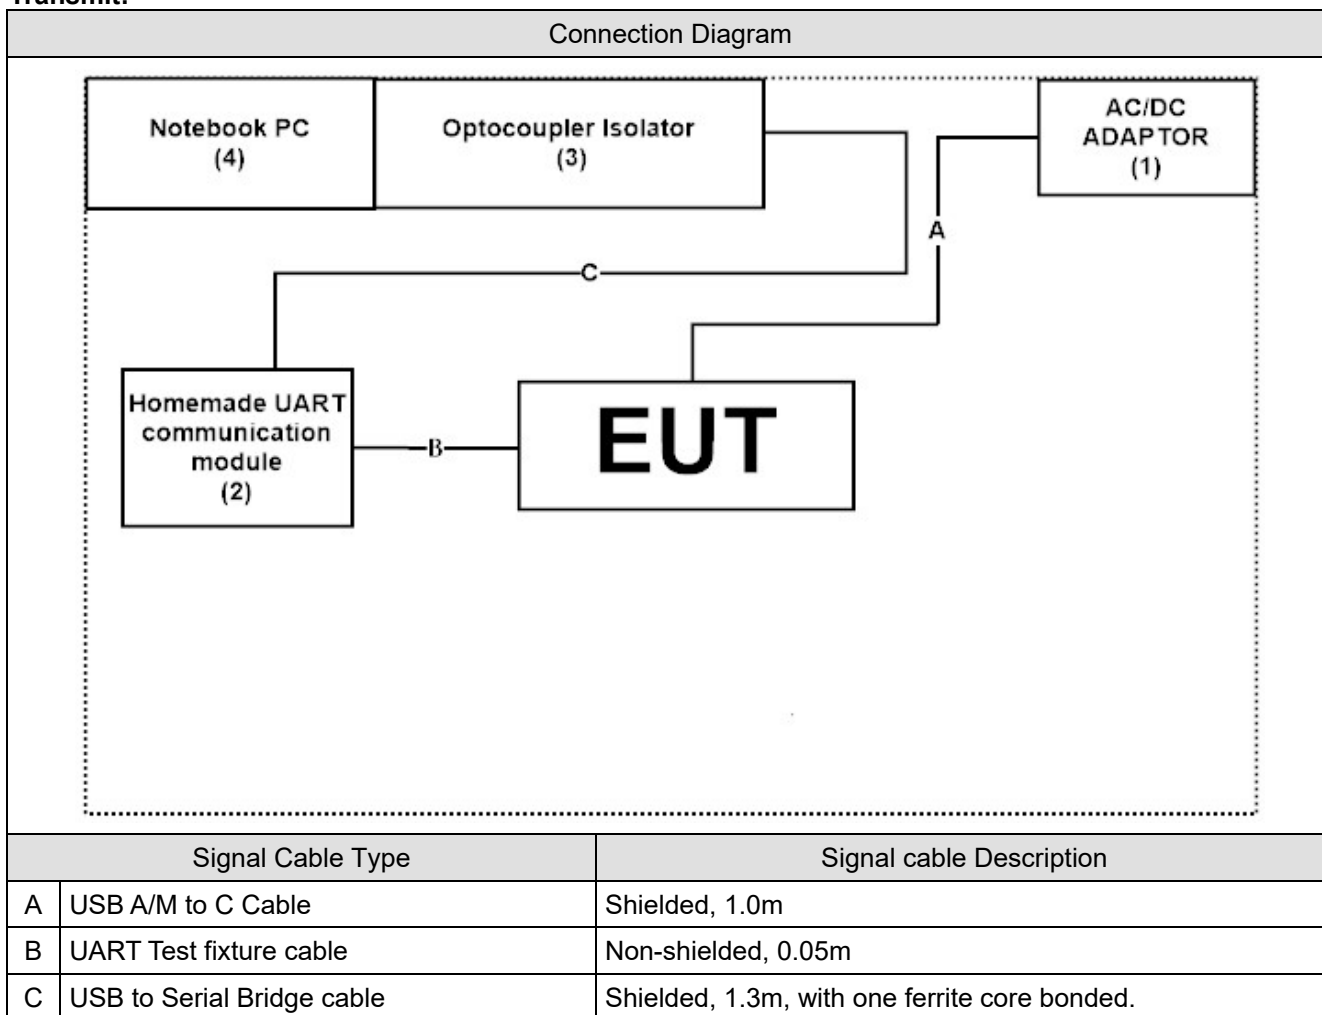 Transmit:
Connection Diagram
Notebook PC
(4)
Optocoupler Isolator
(3)
AC/DC
ADAPTOR
(1)
A
C
Homemade UART
communication
module
(2)
B
EUT
Signal Cable Type Signal cable Description
A USB A/M to C Cable Shielded, 1.0m
B UART Test fixture cable Non-shielded, 0.05m
C USB to Serial Bridge cable Shielded, 1.3m, with one ferrite core bonded.